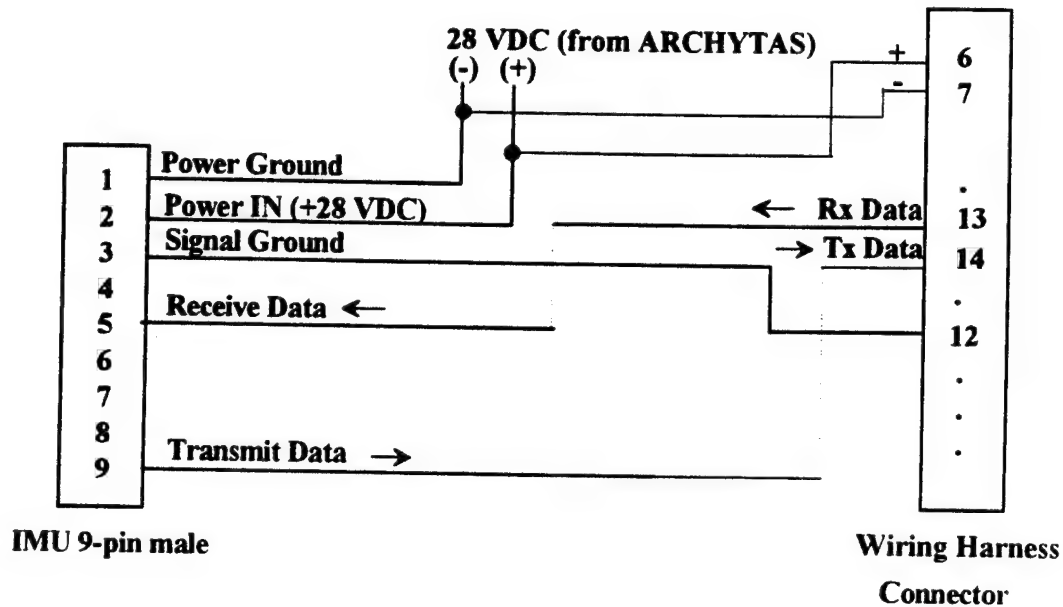 28 VDC (from ARCHYTAS)
(-) (+)
+ 6
- 7
1 Power Ground
2 Power IN (+28 VDC)
3 Signal Ground
4
5 Receive Data ←
6
7
8
9 Transmit Data →
.
← Rx Data 13
→ Tx Data 14
.
12
.
.
.
IMU 9-pin male
Wiring Harness
Connector